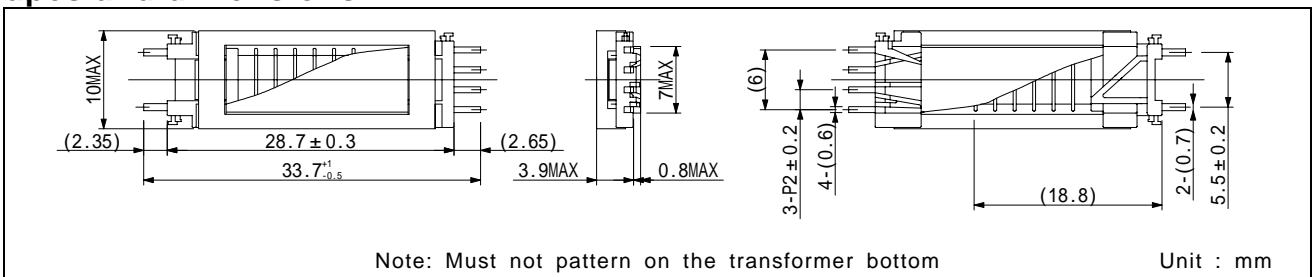 10MAX
(2.35)
28.7±0.3
(2.65)
33.7 +1 -0.5
3.9MAX
0.8MAX
7MAX
(6)
3-P2±0.2
4-(0.6)
(18.8)
2-(0.7)
5.5±0.2
Note: Must not pattern on the transformer bottom
Unit : mm